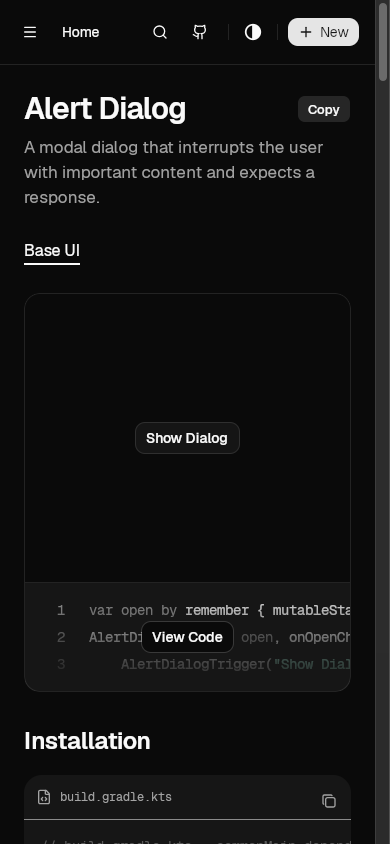 Home
New
Alert Dialog
Copy
A modal dialog that interrupts the user
with important content and expects a
response.
Base UI
Show Dialog
1 var open by remember { mutableSta
2 AlertDi open, onOpenCh
View Code
3 AlertDialogTrigger("Show Dial
Installation
build.gradle.kts